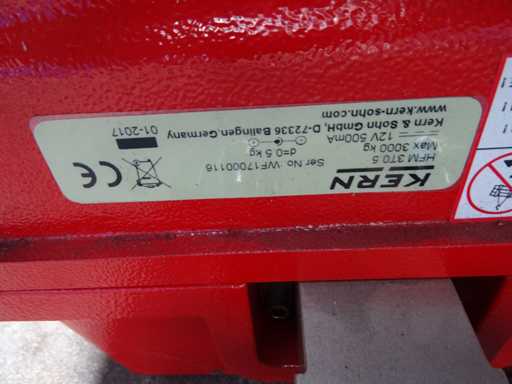 KERN
HFM 3T0.5
Max 3000 kg
12V 500mA
Kern & Sohn GmbH, D-72336 Balingen,Germany
www.kern-sohn.com
Ser No. WF17000116
d=0.5 kg
01-2017
CE